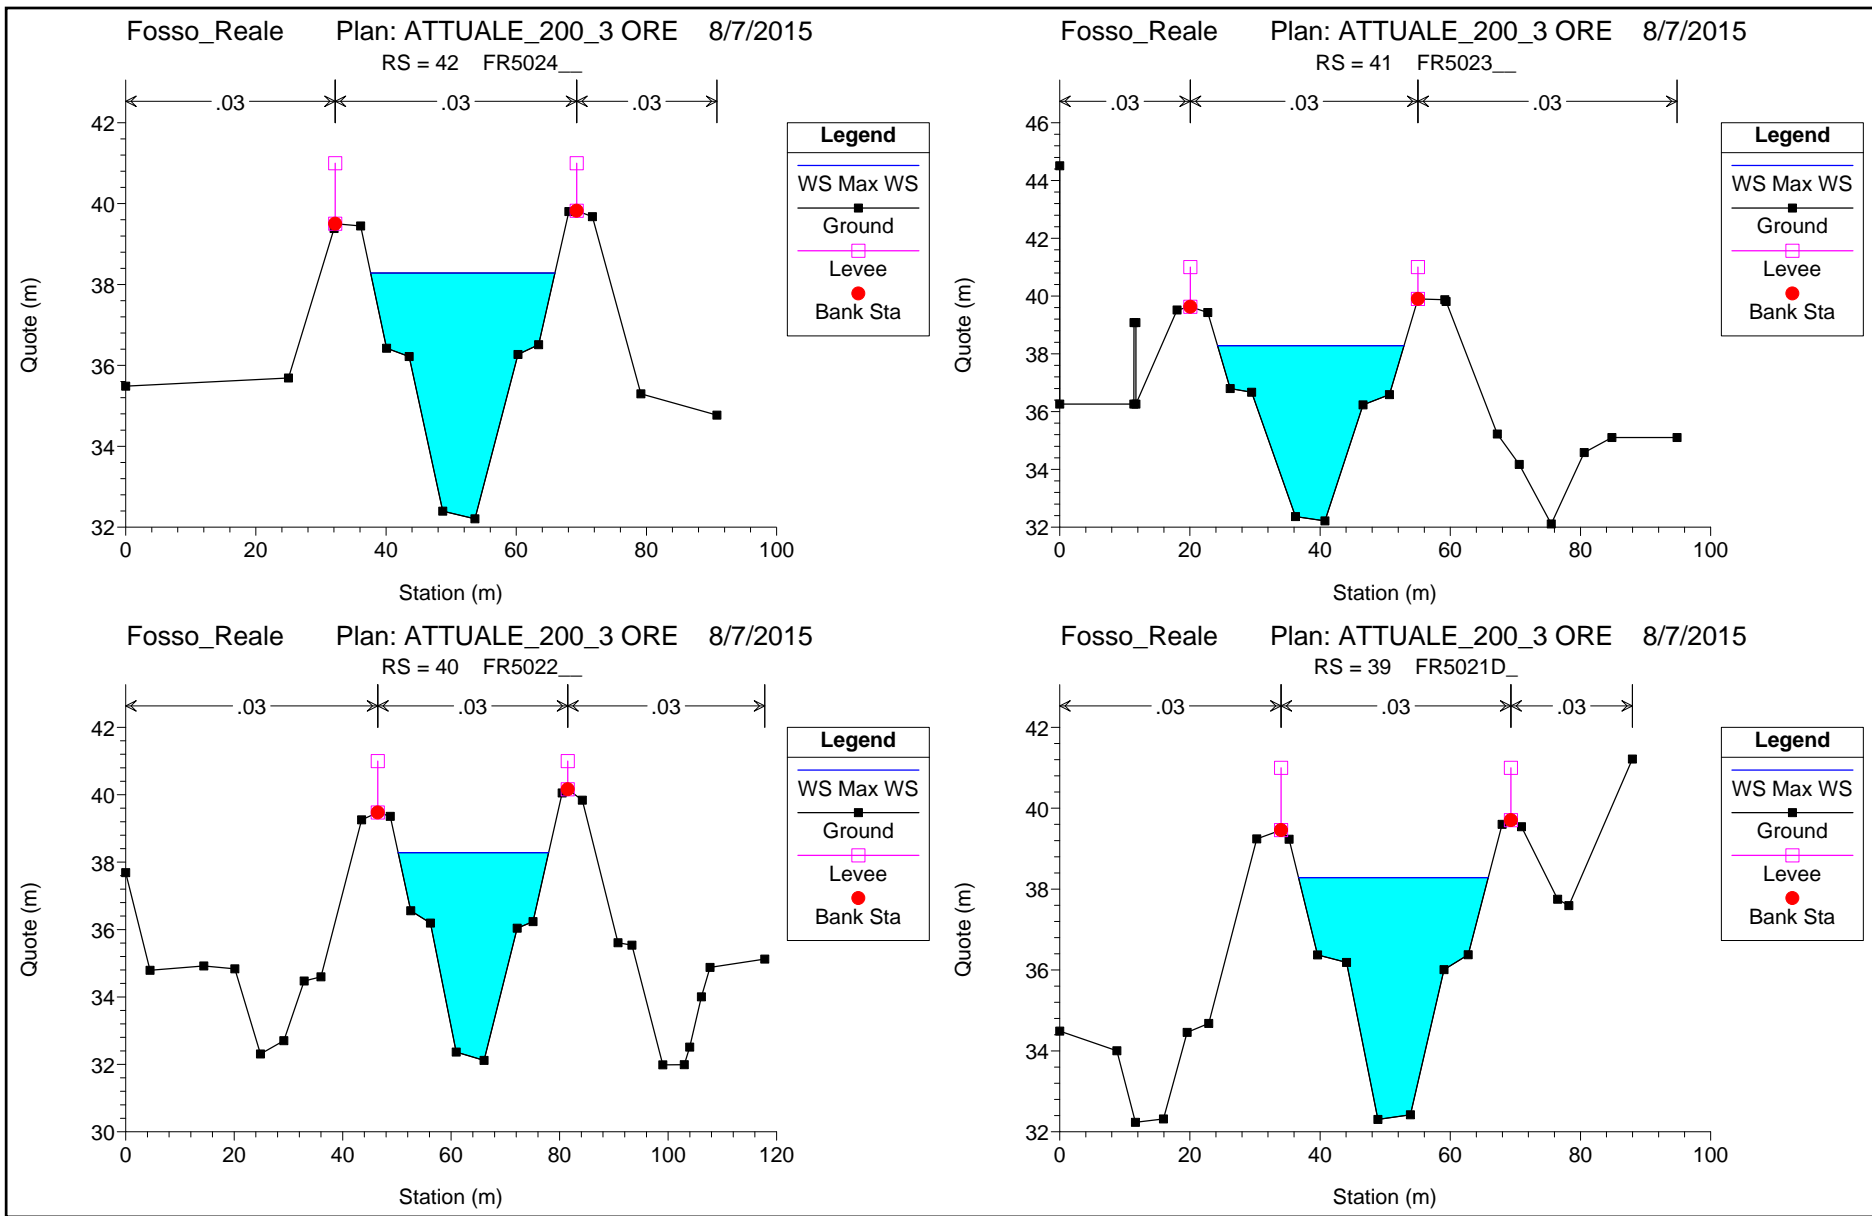 Fosso_Reale Plan: ATTUALE_200_3 ORE 8/7/2015
RS = 42 FR5024__
.03 .03 .03
42
40
38
36
34
32
0 20 40 60 80 100
Station (m)
Quote (m)
Legend
WS Max WS
Ground
Levee
Bank Sta
Fosso_Reale Plan: ATTUALE_200_3 ORE 8/7/2015
RS = 41 FR5023__
.03 .03 .03
46
44
42
40
38
36
34
32
0 20 40 60 80 100
Station (m)
Quote (m)
Legend
WS Max WS
Ground
Levee
Bank Sta
Fosso_Reale Plan: ATTUALE_200_3 ORE 8/7/2015
RS = 40 FR5022__
.03 .03 .03
42
40
38
36
34
32
30
0 20 40 60 80 100 120
Station (m)
Quote (m)
Legend
WS Max WS
Ground
Levee
Bank Sta
Fosso_Reale Plan: ATTUALE_200_3 ORE 8/7/2015
RS = 39 FR5021D_
.03 .03 .03
42
40
38
36
34
32
0 20 40 60 80 100
Station (m)
Quote (m)
Legend
WS Max WS
Ground
Levee
Bank Sta